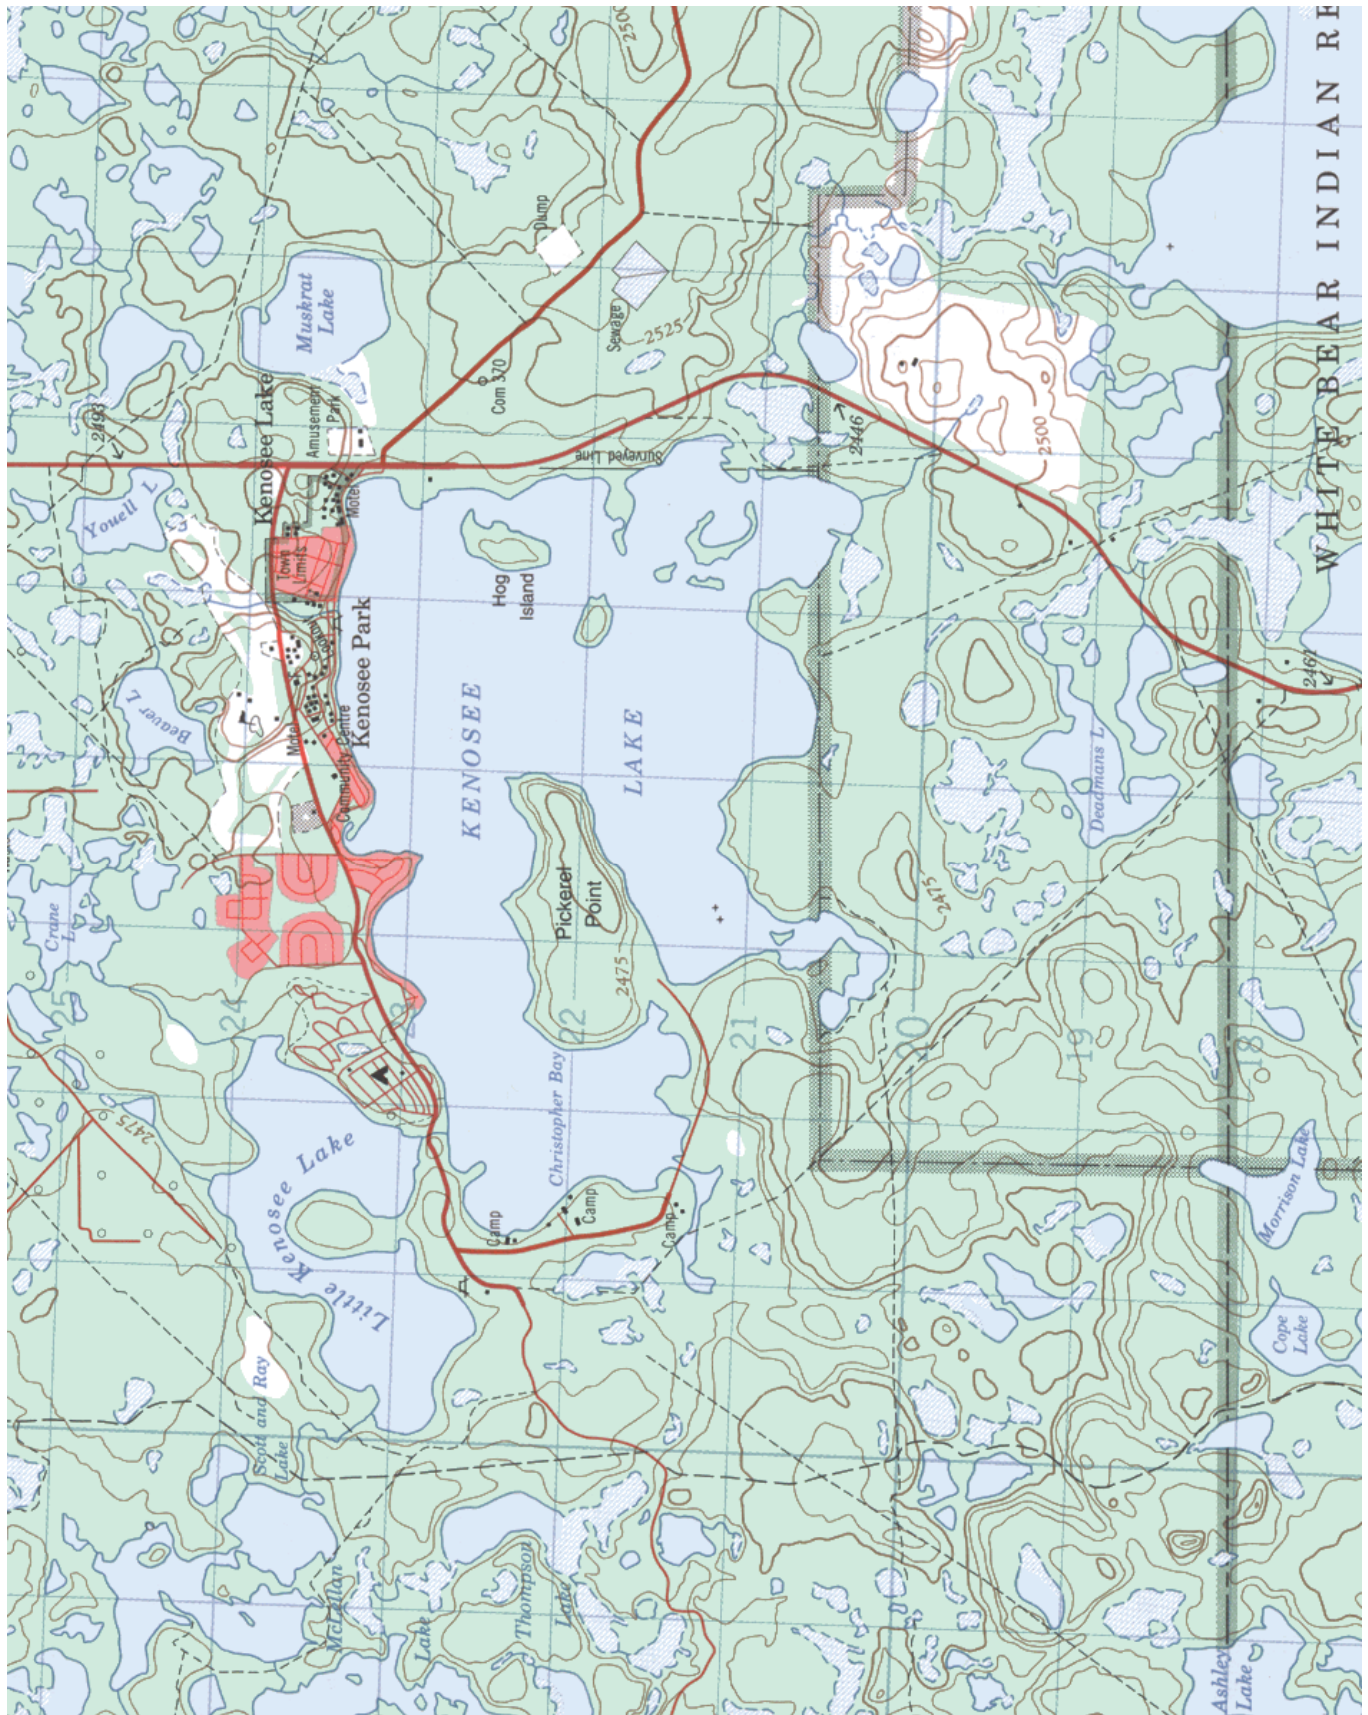 2500
Dump
Muskrat
Lake
Sewage
2525
Com 370
Amusement
Park
2493
Kenosee Lake
Youell L
Motel
Surveyed Line
2446
2500
WHITE BEAR INDIAN RE
Town
Limits
Hog
Island
Kenosee Park
Beaver L
Motel
Community Centre
KENOSEE
LAKE
2461
Deadmans L
Pickerel
Point
2475
2475
Crane
L
25
24
23
22
21
20
19
18
2475
Christopher Bay
Little Kenosee Lake
Camp
Camp
Camp
Morrison Lake
Cope
Lake
Scott and Ray
Lake
McLellan
Lake
Thompson
Lake
Ashley
Lake